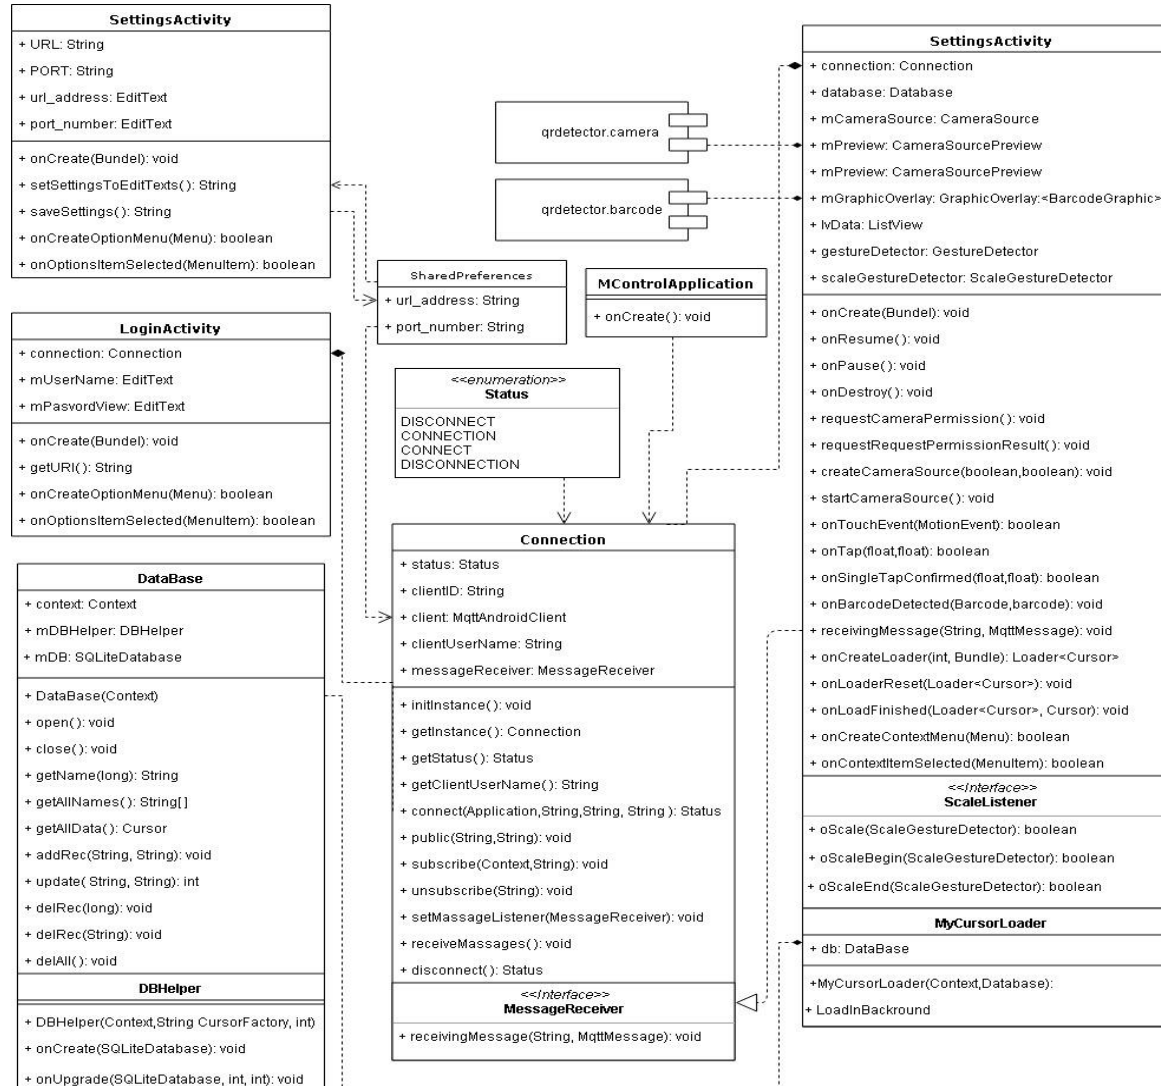 SettingsActivity
+ URL: String
+ PORT: String
+ url_address: EditText
+ port_number: EditText
+ onCreate(Bundel): void
+ setSettingsToEditTexts(): String
+ saveSettings(): String
+ onCreateOptionMenu(Menu): boolean
+ onOptionsItemSelected(MenuItem): boolean
LoginActivity
+ connection: Connection
+ mUserName: EditText
+ mPasvordView: EditText
+ onCreate(Bundel): void
+ getURI(): String
+ onCreateOptionMenu(Menu): boolean
+ onOptionsItemSelected(MenuItem): boolean
DataBase
+ context: Context
+ mDBHelper: DBHelper
+ mDB: SQLiteDatabase
+ DataBase(Context)
+ open(): void
+ close(): void
+ getName(long): String
+ getAllNames(): String[]
+ getAllData(): Cursor
+ addRec(String, String): void
+ update( String, String): int
+ delRec(long): void
+ delRec(String): void
+ delAll(): void
DBHelper
+ DBHelper(Context,String CursorFactory, int)
+ onCreate(SQLiteDatabase): void
+ onUpgrade(SQLiteDatabase, int, int): void
qrdetector.camera
qrdetector.barcode
SharedPreferences
+ url_address: String
+ port_number: String
MControlApplication
+ onCreate(): void
<<enumeration>>
Status
DISCONNECT
CONNECTION
CONNECT
DISCONNECTION
Connection
+ status: Status
+ clientID: String
+ client: MqttAndroidClient
+ clientUserName: String
+ messageReceiver: MessageReceiver
+ initInstance(): void
+ getInstance(): Connection
+ getStatus(): Status
+ getClientUserName(): String
+ connect(Application,String,String, String ): Status
+ public(String,String): void
+ subscribe(Context,String): void
+ unsubscribe(String): void
+ setMassageListener(MessageReceiver): void
+ receiveMassages(): void
+ disconnect(): Status
<<Interface>>
MessageReceiver
+ receivingMessage(String, MqttMessage): void
SettingsActivity
+ connection: Connection
+ database: Database
+ mCameraSource: CameraSource
+ mPreview: CameraSourcePreview
+ mPreview: CameraSourcePreview
+ mGraphicOverlay: GraphicOverlay:<BarcodeGraphic>
+ lvData: ListView
+ gestureDetector: GestureDetector
+ scaleGestureDetector: ScaleGestureDetector
+ onCreate(Bundel): void
+ onResume(): void
+ onPause(): void
+ onDestroy(): void
+ requestCameraPermission(): void
+ requestRequestPermissionResult(): void
+ createCameraSource(boolean,boolean): void
+ startCameraSource(): void
+ onTouchEvent(MotionEvent): boolean
+ onTap(float,float): boolean
+ onSingleTapConfirmed(float,float): boolean
+ onBarcodeDetected(Barcode,barcode): void
+ receivingMessage(String, MqttMessage): void
+ onCreateLoader(int, Bundle): Loader<Cursor>
+ onLoaderReset(Loader<Cursor>): void
+ onLoadFinished(Loader<Cursor>, Cursor): void
+ onCreateContextMenu(Menu): boolean
+ onContextItemSelected(MenuItem): boolean
<<Interface>>
ScaleListener
+ oScale(ScaleGestureDetector): boolean
+ oScaleBegin(ScaleGestureDetector): boolean
+ oScaleEnd(ScaleGestureDetector): boolean
MyCursorLoader
+ db: DataBase
+MyCursorLoader(Context,Database):
+ LoadInBackround